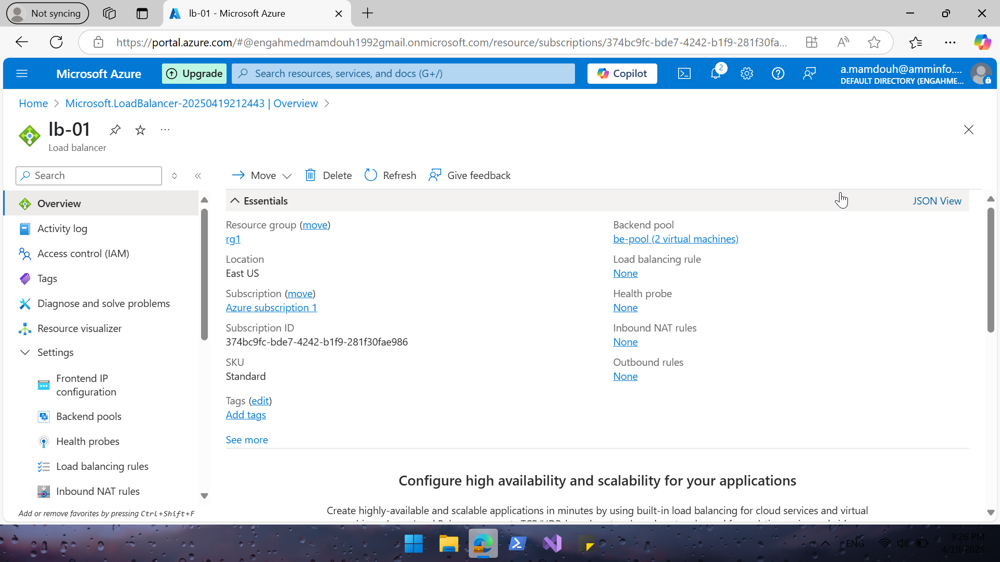 Not syncing
lb-01 - Microsoft Azure
https://portal.azure.com/#@engahmedmamdouh1992gmail.onmicrosoft.com/resource/subscriptions/374bc9fc-bde7-4242-b1f9-281f30fa...
Microsoft Azure
Upgrade
Search resources, services, and docs (G+/)
Copilot
2
a.mamdouh@amminfo....
DEFAULT DIRECTORY (ENGAHME...
Home > Microsoft.LoadBalancer-20250419212443 | Overview >
lb-01
Load balancer
Search
Move
Delete
Refresh
Give feedback
Overview
Activity log
Access control (IAM)
Tags
Diagnose and solve problems
Resource visualizer
Settings
Frontend IP
configuration
Backend pools
Health probes
Load balancing rules
Inbound NAT rules
Add or remove favorites by pressing Ctrl+Shift+F
Essentials
JSON View
Resource group (move)
rg1
Location
East US
Subscription (move)
Azure subscription 1
Subscription ID
374bc9fc-bde7-4242-b1f9-281f30fae986
SKU
Standard
Tags (edit)
Add tags
See more
Backend pool
be-pool (2 virtual machines)
Load balancing rule
None
Health probe
None
Inbound NAT rules
None
Outbound rules
None
Configure high availability and scalability for your applications
Create highly-available and scalable applications in minutes by using built-in load balancing for cloud services and virtual
ENG
9:26 PM
4/19/2025